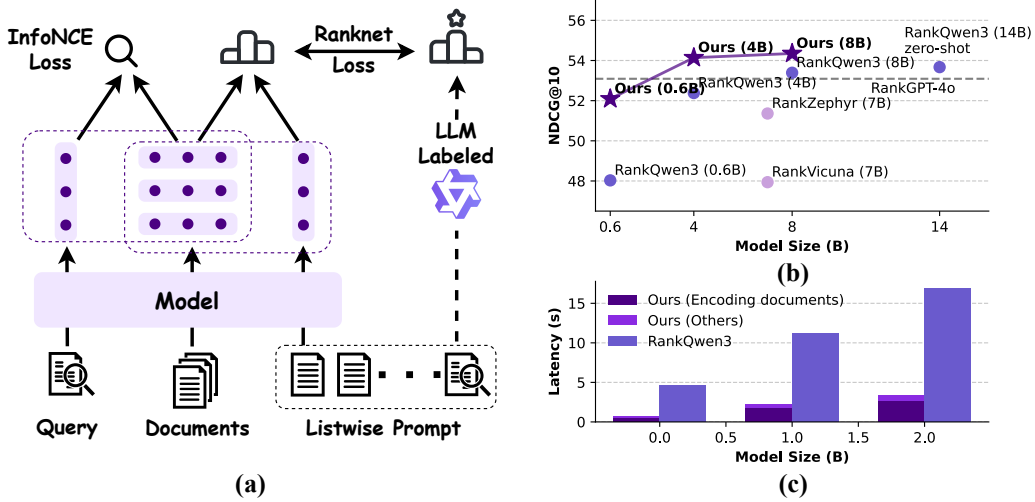 InfoNCE
Loss
Ranknet
Loss
LLM
Labeled
Model
Query
Documents
Listwise Prompt
(a)
NDCG@10
56
54
52
50
48
Ours (0.6B)
Ours (4B)
Ours (8B)
RankQwen3 (14B)
zero-shot
RankQwen3 (8B)
RankQwen3 (4B)
RankGPT-4o
RankZephyr (7B)
RankQwen3 (0.6B)
RankVicuna (7B)
0.6
4
8
14
Model Size (B)
(b)
Latency (s)
15
10
5
0
Ours (Encoding documents)
Ours (Others)
RankQwen3
0.0
0.5
1.0
1.5
2.0
Model Size (B)
(c)